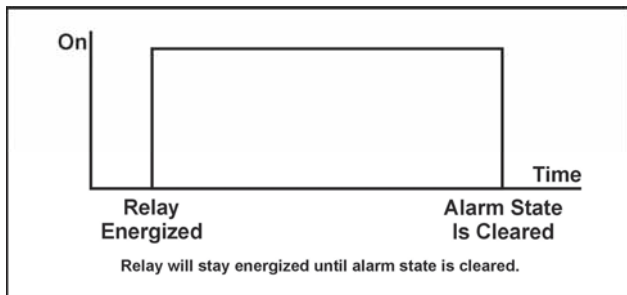 On
Time
Relay
Energized
Alarm State
Is Cleared
Relay will stay energized until alarm state is cleared.